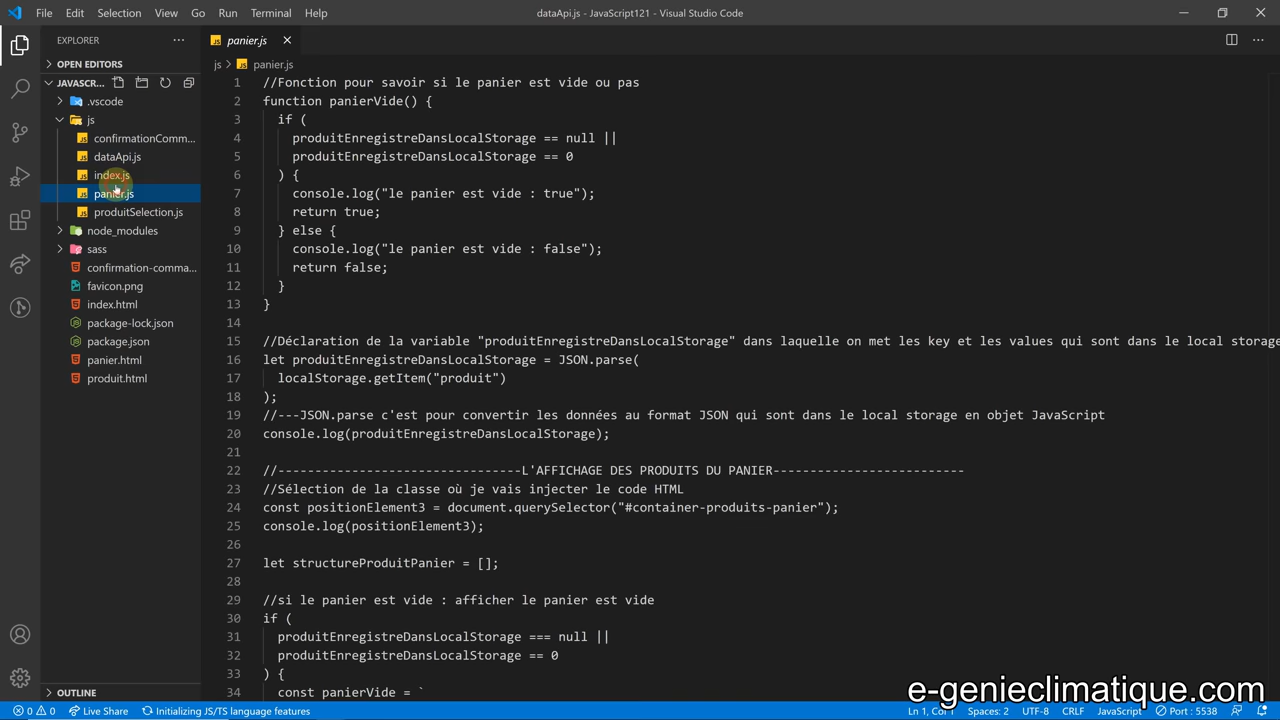 File Edit Selection View Go Run Terminal Help
dataApi.js - JavaScript121 - Visual Studio Code
EXPLORER
OPEN EDITORS
JAVASCR...
.vscode
js
confirmationComm...
dataApi.js
index.js
panier.js
produitSelection.js
node_modules
sass
confirmation-comma...
favicon.png
index.html
package-lock.json
package.json
panier.html
produit.html
OUTLINE
panier.js
js > panier.js
1 //Fonction pour savoir si le panier est vide ou pas
2 function panierVide() {
3 if (
4 produitEnregistreDansLocalStorage == null ||
5 produitEnregistreDansLocalStorage == 0
6 ) {
7 console.log("le panier est vide : true");
8 return true;
9 } else {
10 console.log("le panier est vide : false");
11 return false;
12 }
13 }
14
15 //Déclaration de la variable "produitEnregistreDansLocalStorage" dans laquelle on met les key et les values qui sont dans le local storage
16 let produitEnregistreDansLocalStorage = JSON.parse(
17 localStorage.getItem("produit")
18 );
19 //---JSON.parse c'est pour convertir les données au format JSON qui sont dans le local storage en objet JavaScript
20 console.log(produitEnregistreDansLocalStorage);
21
22 //--------------------------------L'AFFICHAGE DES PRODUITS DU PANIER--------------------------
23 //Sélection de la classe où je vais injecter le code HTML
24 const positionElement3 = document.querySelector("#container-produits-panier");
25 console.log(positionElement3);
26
27 let structureProduitPanier = [];
28
29 //si le panier est vide : afficher le panier est vide
30 if (
31 produitEnregistreDansLocalStorage === null ||
32 produitEnregistreDansLocalStorage == 0
33 ) {
34 const panierVide = `
e-genieclimatique.com
0 0 Live Share Initializing JS/TS language features
Ln 1, Col 1 Spaces: 2 UTF-8 CRLF JavaScript Port : 5538